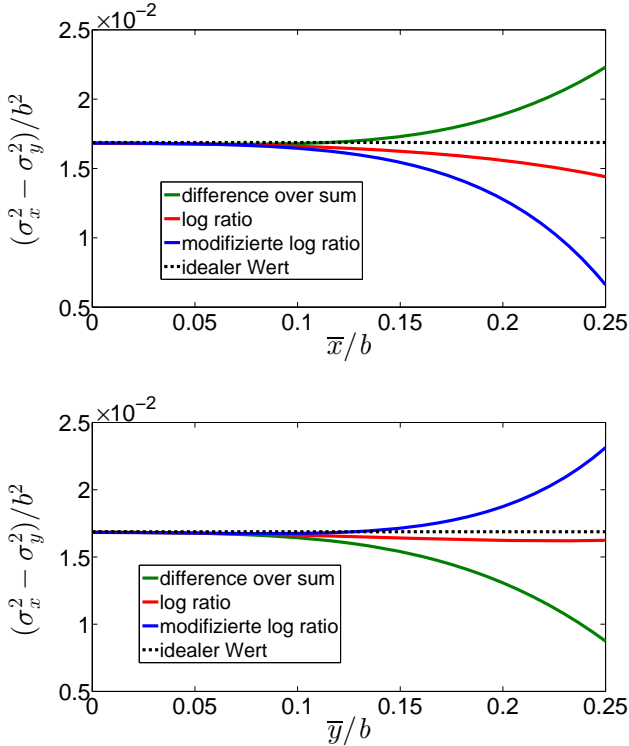 ×10⁻²
2.5
2
1.5
1
0.5
(σ²ₓ − σ²ᵧ)/b²
difference over sum
log ratio
modifizierte log ratio
idealer Wert
0 0.05 0.1 0.15 0.2 0.25
x̅/b
×10⁻²
2.5
2
1.5
1
0.5
(σ²ₓ − σ²ᵧ)/b²
difference over sum
log ratio
modifizierte log ratio
idealer Wert
0 0.05 0.1 0.15 0.2 0.25
y̅/b